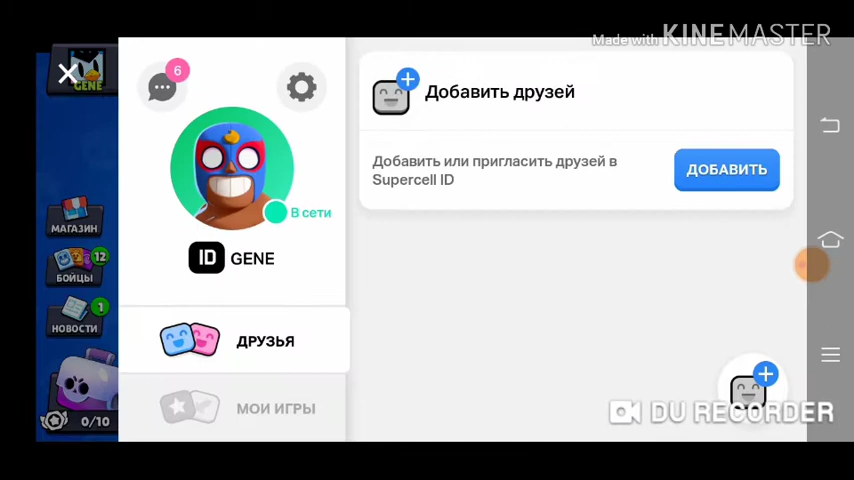 Made with KINEMASTER
GENE
6
Добавить друзей
Добавить или пригласить друзей в
Supercell ID
ДОБАВИТЬ
В сети
ID GENE
МАГАЗИН
12
БОЙЦЫ
1
НОВОСТИ
ДРУЗЬЯ
МОИ ИГРЫ
0/10
DU RECORDER